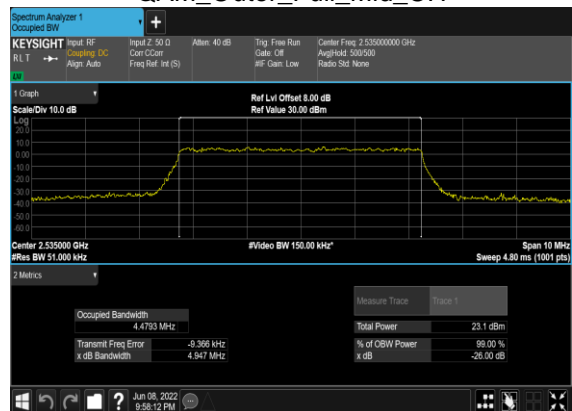 Spectrum Analyzer 1
Occupied BW
+
KEYSIGHT Input: RF Input Z: 50 Ω Atten: 40 dB Trig: Free Run Center Freq: 2.535000000 GHz
RLT Coupling: DC Corr CCorr Gate: Off Avg|Hold: 500/500
Align: Auto Freq Ref: Int (S) #IF Gain: Low Radio Std: None
LW
1 Graph Ref Lvl Offset 8.00 dB
Scale/Div 10.0 dB Ref Value 30.00 dBm
Log
20.0
10.0
0.00
-10.0
-20.0
-30.0
-40.0
-50.0
-60.0
Center 2.535000 GHz #Video BW 150.00 kHz* Span 10 MHz
#Res BW 51.000 kHz Sweep 4.80 ms (1001 pts)
2 Metrics
Measure Trace Trace 1
Occupied Bandwidth
4.4793 MHz Total Power 23.1 dBm
Transmit Freq Error -9.366 kHz % of OBW Power 99.00 %
x dB Bandwidth 4.947 MHz x dB -26.00 dB
? Jun 08, 2022
9:58:12 PM